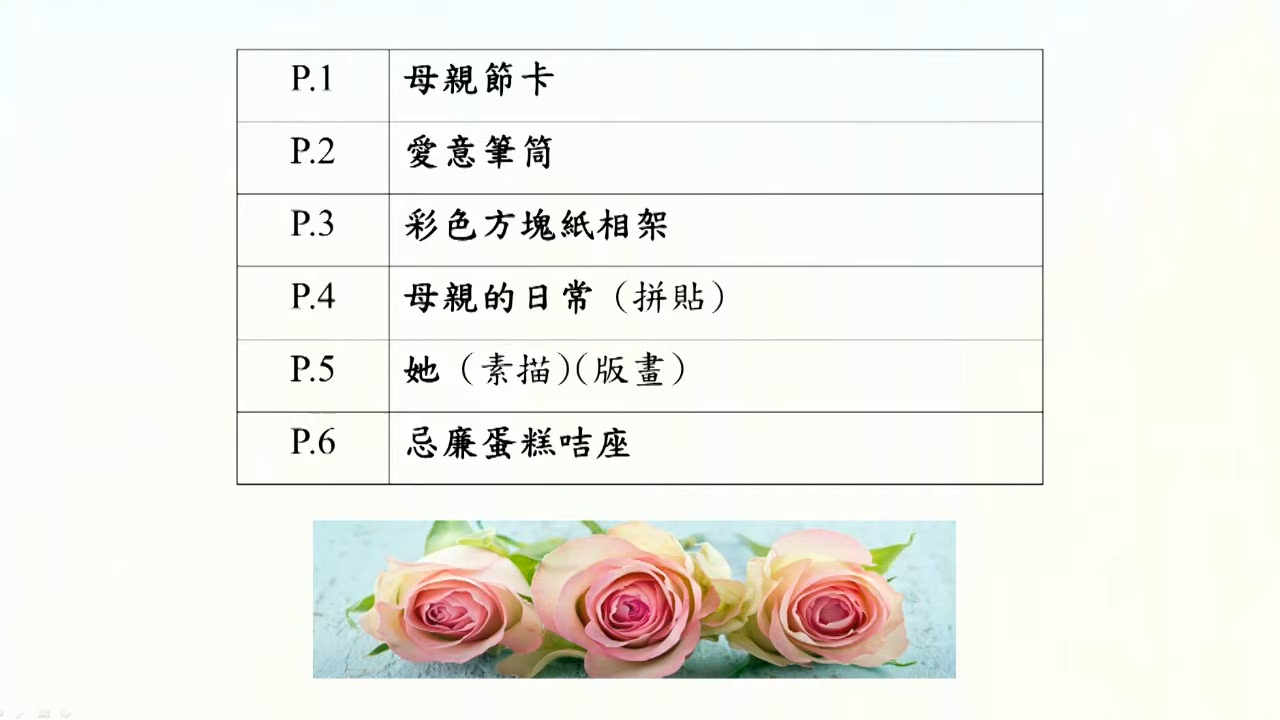 P.1 母親節卡
P.2 愛意筆筒
P.3 彩色方塊紙相架
P.4 母親的日常（拼貼）
P.5 她（素描)(版畫）
P.6 忌廉蛋糕咭座